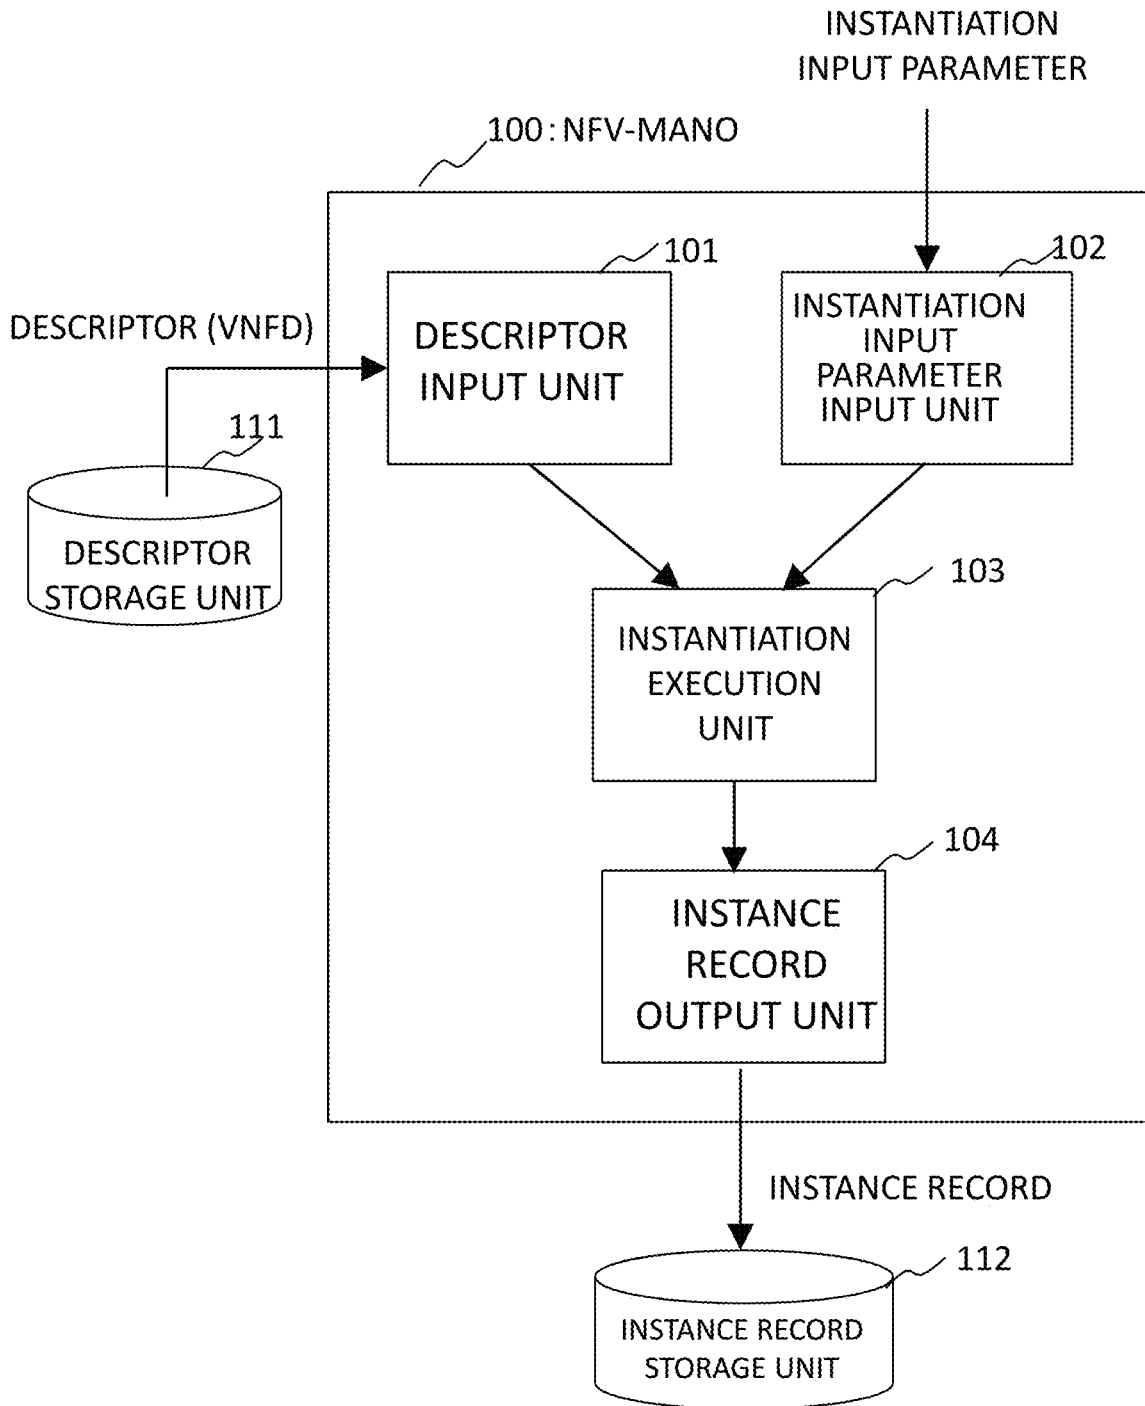 INSTANTIATION
INPUT PARAMETER
100 : NFV-MANO
101
102
DESCRIPTOR (VNFD)
DESCRIPTOR
INPUT UNIT
INSTANTIATION
INPUT
PARAMETER
INPUT UNIT
111
DESCRIPTOR
STORAGE UNIT
103
INSTANTIATION
EXECUTION
UNIT
104
INSTANCE
RECORD
OUTPUT UNIT
INSTANCE RECORD
112
INSTANCE RECORD
STORAGE UNIT